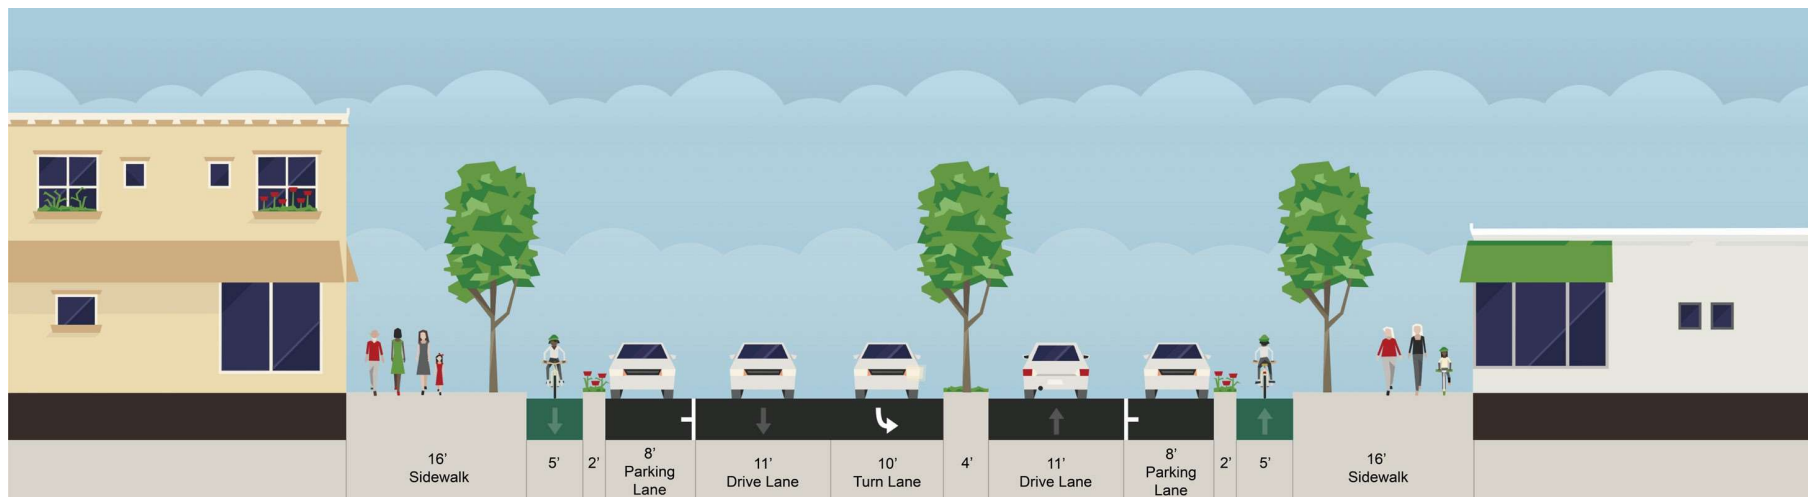 16’
Sidewalk
5’
2’
8’
Parking
Lane
11’
Drive Lane
10’
Turn Lane
4’
11’
Drive Lane
8’
Parking
Lane
2’
5’
16’
Sidewalk